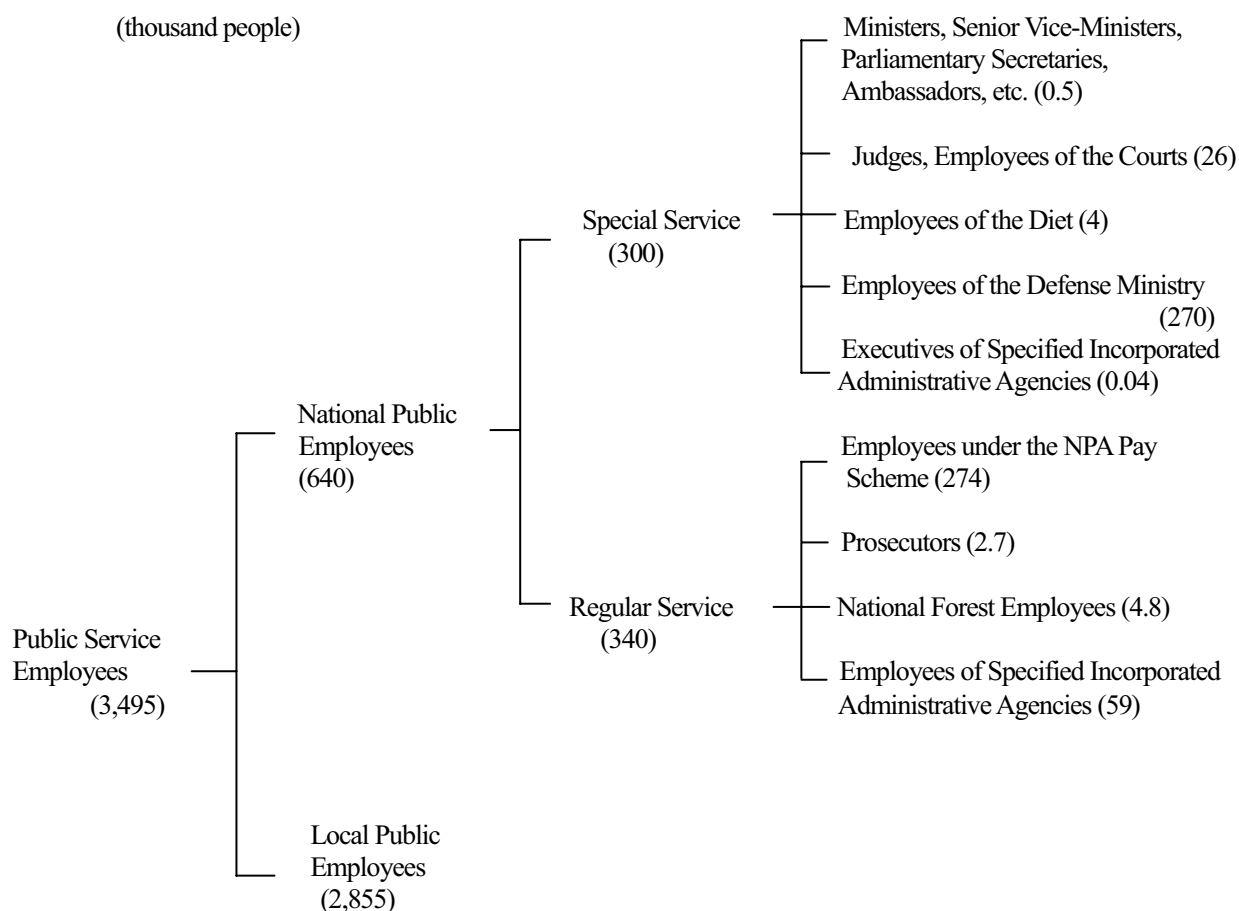 (thousand people)
Ministers, Senior Vice-Ministers,
Parliamentary Secretaries,
Ambassadors, etc. (0.5)
Judges, Employees of the Courts (26)
Special Service
(300)
Employees of the Diet (4)
Employees of the Defense Ministry
(270)
Executives of Specified Incorporated
Administrative Agencies (0.04)
National Public
Employees
(640)
Employees under the NPA Pay
Scheme (274)
Prosecutors (2.7)
Regular Service
(340)
National Forest Employees (4.8)
Employees of Specified Incorporated
Administrative Agencies (59)
Public Service
Employees
(3,495)
Local Public
Employees
(2,855)